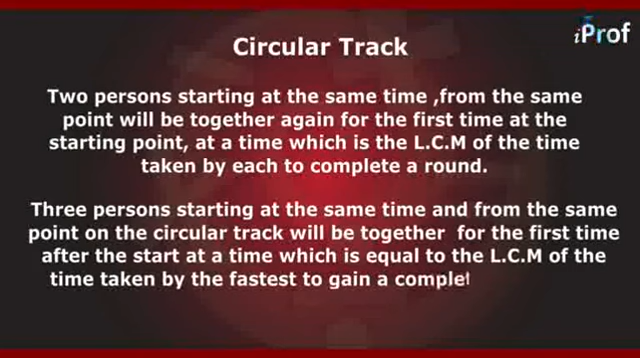 iProf
Circular Track
Two persons starting at the same time ,from the same
point will be together again for the first time at the
starting point, at a time which is the L.C.M of the time
taken by each to complete a round.
Three persons starting at the same time and from the same
point on the circular track will be together for the first time
after the start at a time which is equal to the L.C.M of the
time taken by the fastest to gain a complet